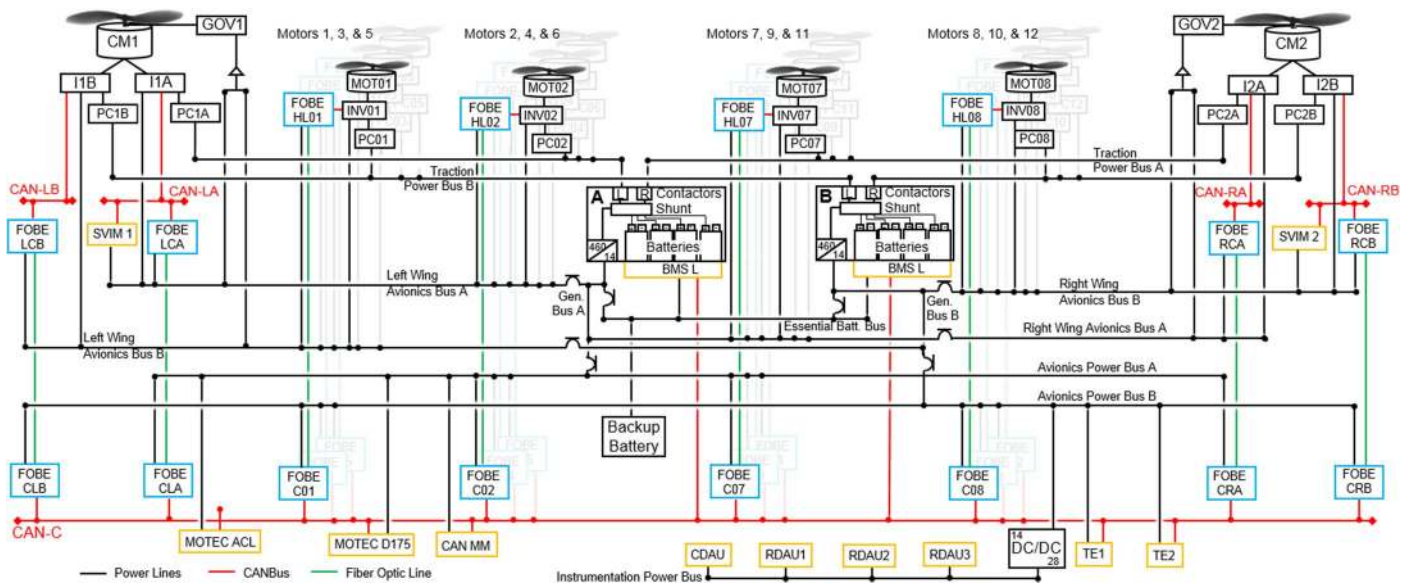 GOV1
CM1
Motors 1, 3, & 5
Motors 2, 4, & 6
Motors 7, 9, & 11
Motors 8, 10, & 12
GOV2
CM2
I1B
I1A
PC1B
PC1A
FOBE
HL01
MOT01
INV01
PC01
FOBE
HL02
MOT02
INV02
PC02
FOBE
HL07
MOT07
INV07
PC07
FOBE
HL08
MOT08
INV08
PC08
I2A
I2B
PC2A
PC2B
Traction
Power Bus B
Traction
Power Bus A
CAN-LB
CAN-LA
CAN-RA
CAN-RB
FOBE
LCB
SVIM 1
FOBE
LCA
A
L
R
Contactors
Shunt
460
14
Batteries
BMS L
B
L
R
Contactors
Shunt
460
14
Batteries
BMS L
FOBE
RCA
SVIM 2
FOBE
RCB
Left Wing
Avionics Bus A
Gen.
Bus A
Gen.
Bus B
Right Wing
Avionics Bus B
Essential Batt. Bus
Right Wing Avionics Bus A
Left Wing
Avionics Bus B
Avionics Power Bus A
Avionics Power Bus B
Backup
Battery
FOBE
CLB
FOBE
CLA
FOBE
C01
FOBE
C02
FOBE
C07
FOBE
C08
FOBE
CRA
FOBE
CRB
CAN-C
MOTEC ACL
MOTEC D175
CAN MM
CDAU
RDAU1
RDAU2
RDAU3
14
DC/DC
28
TE1
TE2
Power Lines
CANBus
Fiber Optic Line
Instrumentation Power Bus